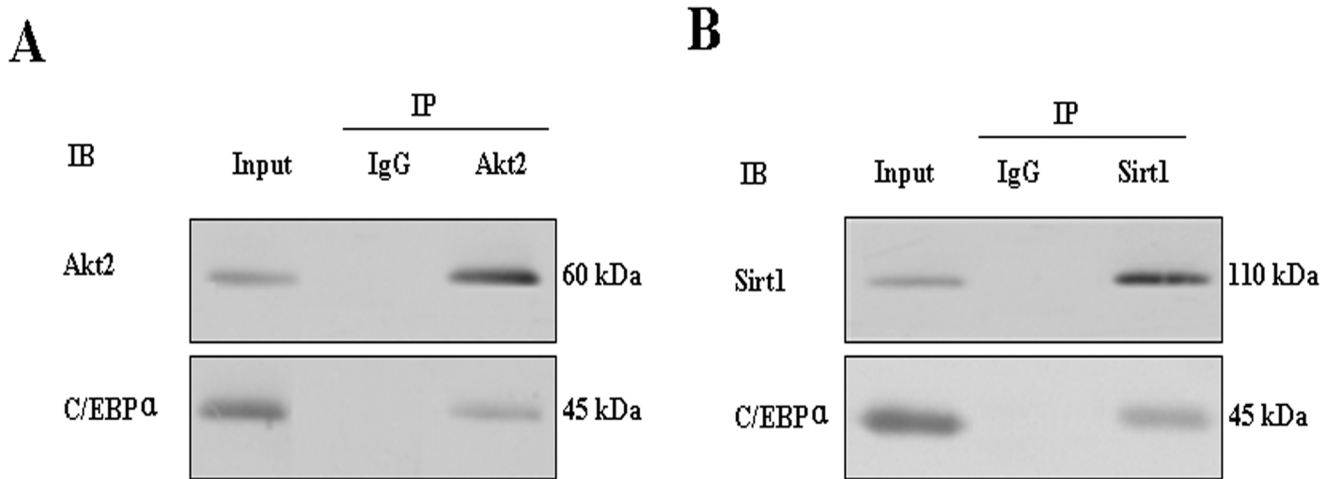 A
IP
IB Input IgG Akt2
Akt2 60 kDa
C/EBPα 45 kDa
B
IP
IB Input IgG Sirt1
Sirt1 110 kDa
C/EBPα 45 kDa